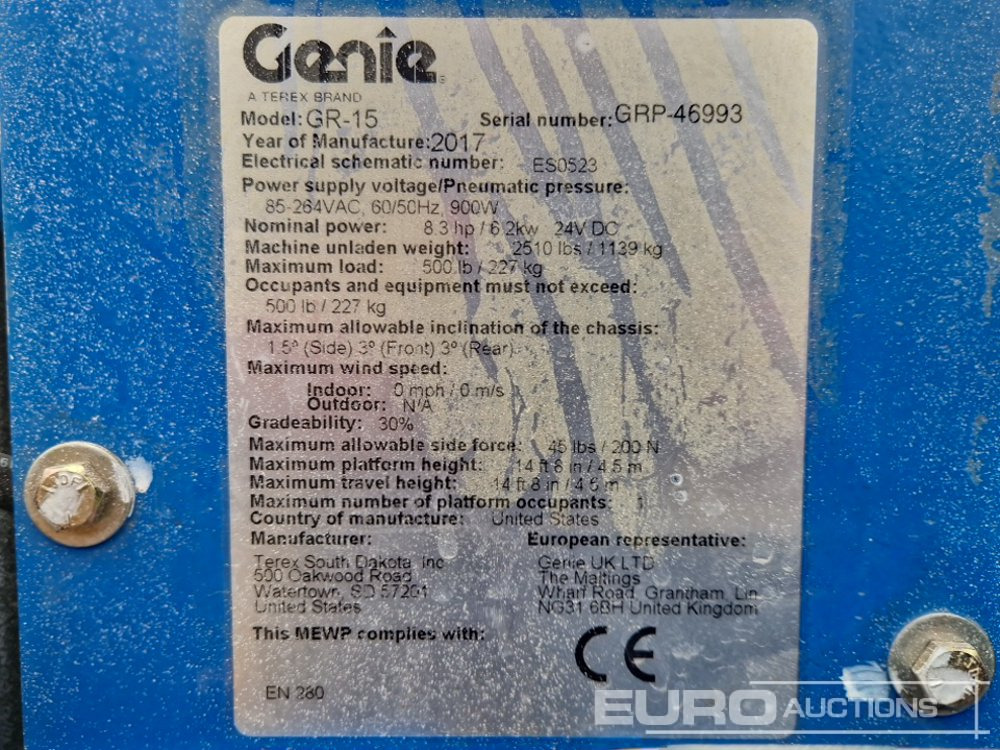 Genie
A TEREX BRAND
Model: GR-15 Serial number: GRP-46993
Year of Manufacture: 2017
Electrical schematic number: ES0523
Power supply voltage/Pneumatic pressure:
85-264VAC, 60/50Hz, 900W
Nominal power: 8.3 hp / 6.2kw 24V DC
Machine unladen weight: 2510 lbs / 1139 kg
Maximum load: 500 lb / 227 kg
Occupants and equipment must not exceed:
500 lb / 227 kg
Maximum allowable inclination of the chassis:
1.5º (Side) 3º (Front) 3º (Rear)
Maximum wind speed:
Indoor: 0 mph / 0 m/s
Outdoor: N/A
Gradeability: 30%
Maximum allowable side force: 45 lbs / 200 N
Maximum platform height: 14 ft 8 in / 4.5 m
Maximum travel height: 14 ft 8 in / 4.5 m
Maximum number of platform occupants: 1
Country of manufacture: United States
Manufacturer:
Terex South Dakota, Inc
500 Oakwood Road
Watertown, SD 57201
United States
European representative:
Genie UK LTD
The Maltings
Wharf Road, Grantham, Lin
NG31 6BH United Kingdom
This MEWP complies with:
CE
EN 280
EURO AUCTIONS